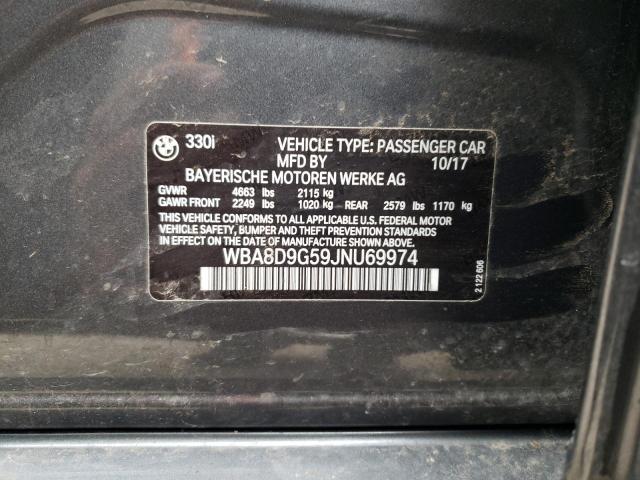 330i VEHICLE TYPE: PASSENGER CAR
MFD BY 10/17
BAYERISCHE MOTOREN WERKE AG
GVWR 4663 lbs 2115 kg
GAWR FRONT 2249 lbs 1020 kg REAR 2579 lbs 1170 kg
THIS VEHICLE CONFORMS TO ALL APPLICABLE U.S. FEDERAL MOTOR
VEHICLE SAFETY, BUMPER AND THEFT PREVENTION STANDARDS
IN EFFECT ON THE DATE OF MANUFACTURE SHOWN ABOVE.
WBA8D9G59JNU69974
2 122 606